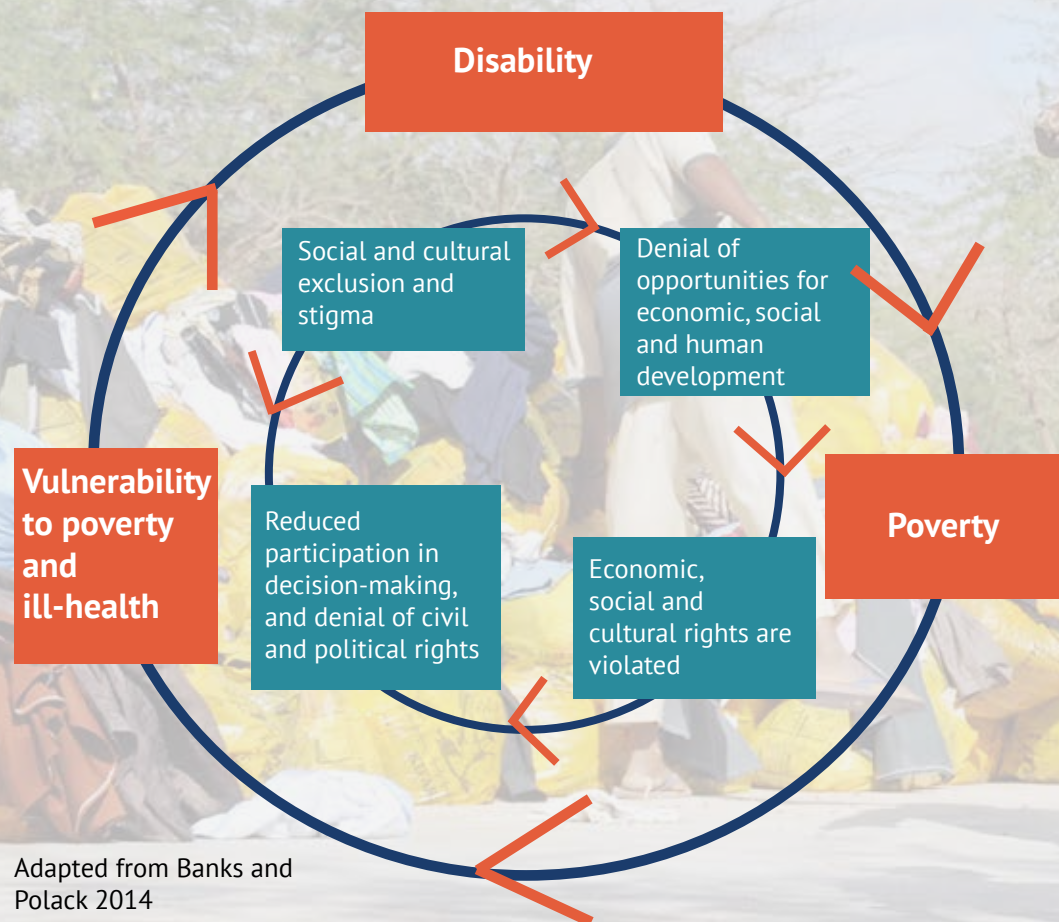 Disability
Social and cultural
exclusion and
stigma
Denial of
opportunities for
economic, social
and human
development
Vulnerability
to poverty
and
ill-health
Reduced
participation in
decision-making,
and denial of civil
and political rights
Economic,
social and
cultural rights are
violated
Poverty
Adapted from Banks and
Polack 2014